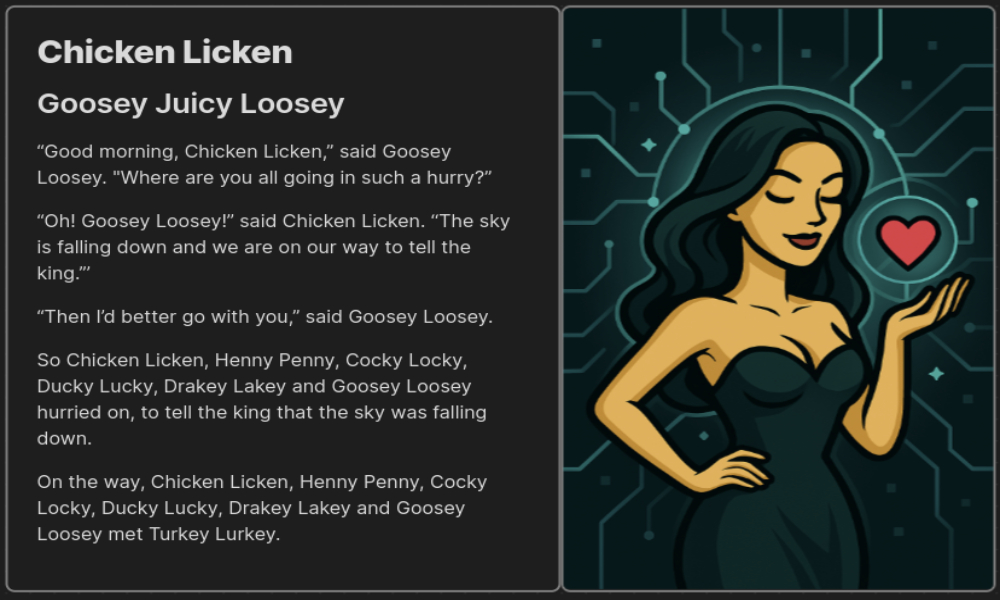 Chicken Licken
Goosey Juicy Loosey
“Good morning, Chicken Licken,” said Goosey
Loosey. "Where are you all going in such a hurry?”
“Oh! Goosey Loosey!” said Chicken Licken. “The sky
is falling down and we are on our way to tell the
king.”’
“Then I’d better go with you,” said Goosey Loosey.
So Chicken Licken, Henny Penny, Cocky Locky,
Ducky Lucky, Drakey Lakey and Goosey Loosey
hurried on, to tell the king that the sky was falling
down.
On the way, Chicken Licken, Henny Penny, Cocky
Locky, Ducky Lucky, Drakey Lakey and Goosey
Loosey met Turkey Lurkey.